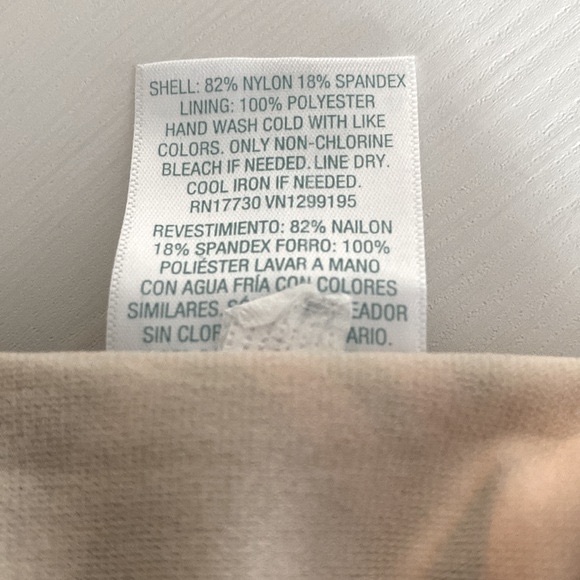 SHELL: 82% NYLON 18% SPANDEX
LINING: 100% POLYESTER
HAND WASH COLD WITH LIKE
COLORS. ONLY NON-CHLORINE
BLEACH IF NEEDED. LINE DRY.
COOL IRON IF NEEDED.
RN17730 VN1299195
REVESTIMIENTO: 82% NAILON
18% SPANDEX FORRO: 100%
POLIÉSTER LAVAR A MANO
CON AGUA FRÍA CON COLORES
SIMILARES.
SIN